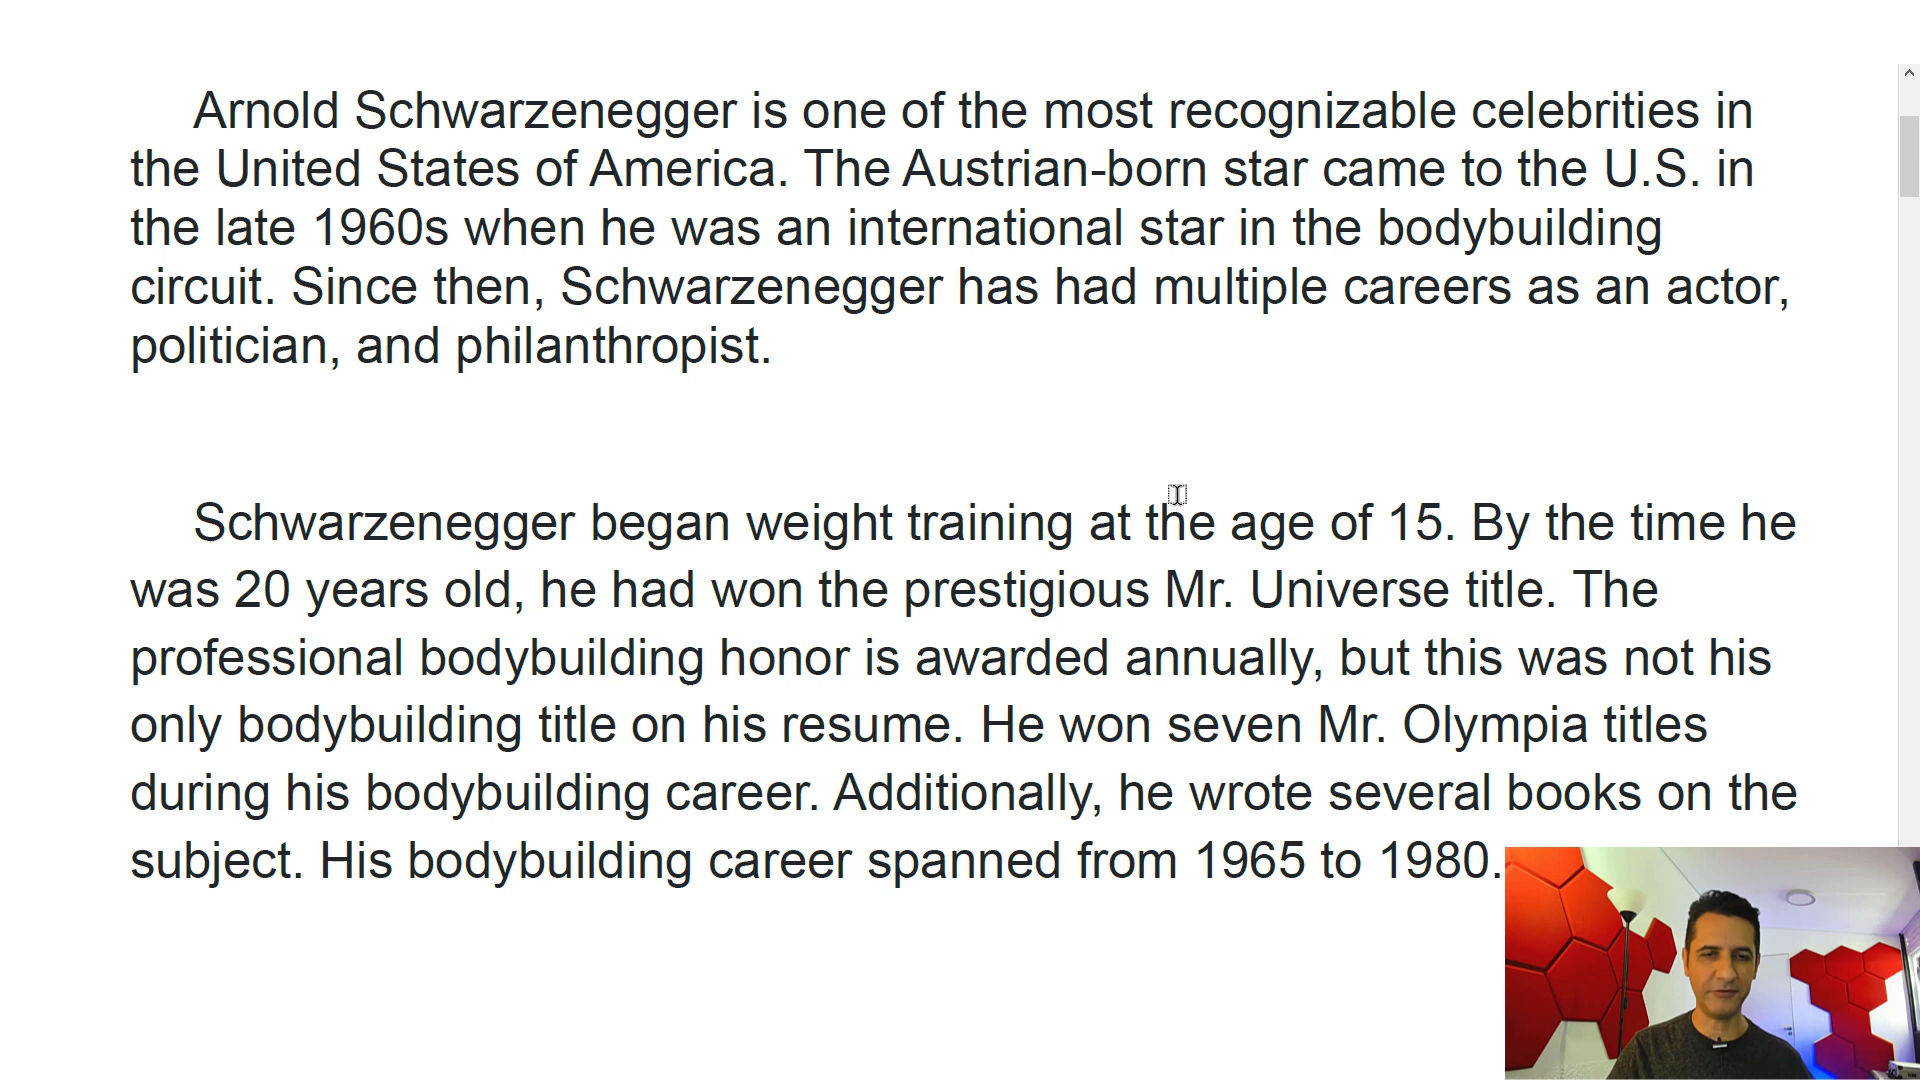 Arnold Schwarzenegger is one of the most recognizable celebrities in
the United States of America. The Austrian-born star came to the U.S. in
the late 1960s when he was an international star in the bodybuilding
circuit. Since then, Schwarzenegger has had multiple careers as an actor,
politician, and philanthropist.
Schwarzenegger began weight training at the age of 15. By the time he
was 20 years old, he had won the prestigious Mr. Universe title. The
professional bodybuilding honor is awarded annually, but this was not his
only bodybuilding title on his resume. He won seven Mr. Olympia titles
during his bodybuilding career. Additionally, he wrote several books on the
subject. His bodybuilding career spanned from 1965 to 1980.